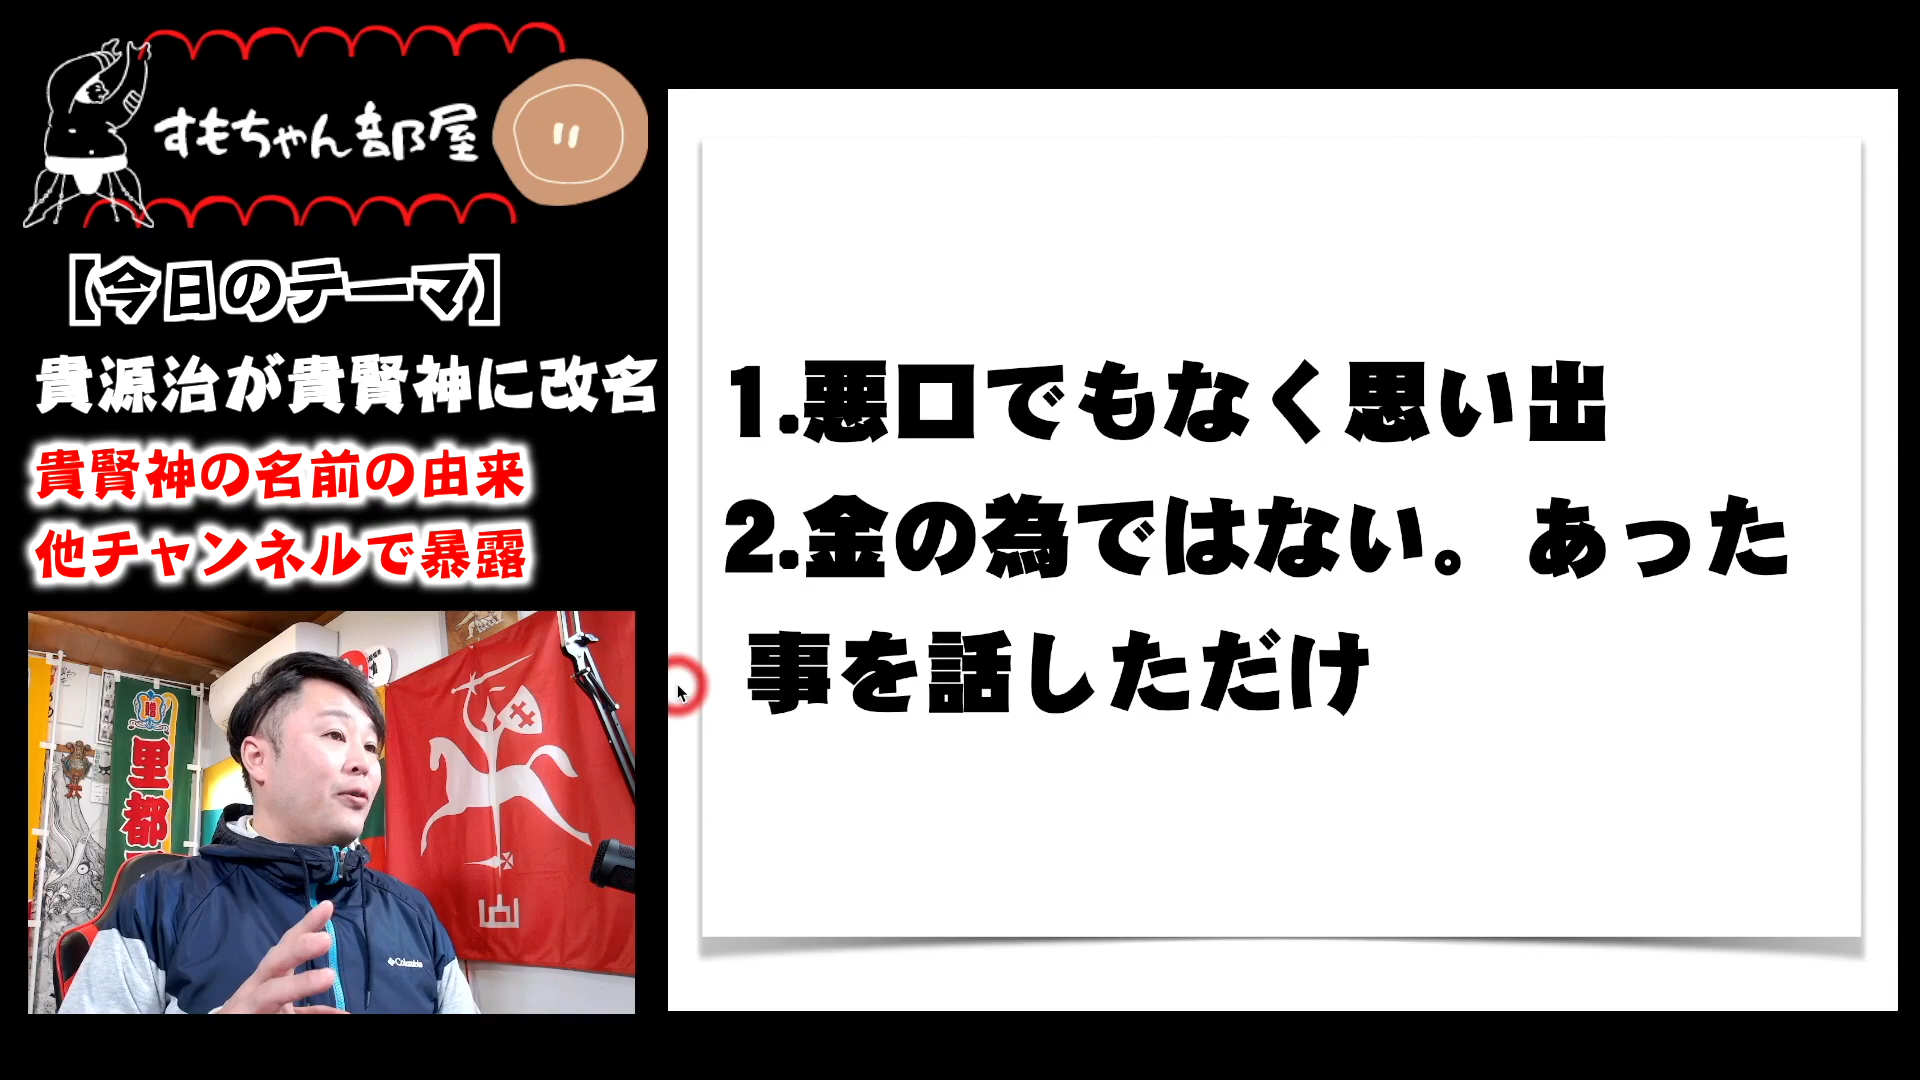 すもちゃん部屋
【今日のテーマ】
貴源治が貴賢神に改名
貴賢神の名前の由来
他チャンネルで暴露
1.悪口でもなく思い出
2.金の為ではない。あった
事を話しただけ
里都
Columbia